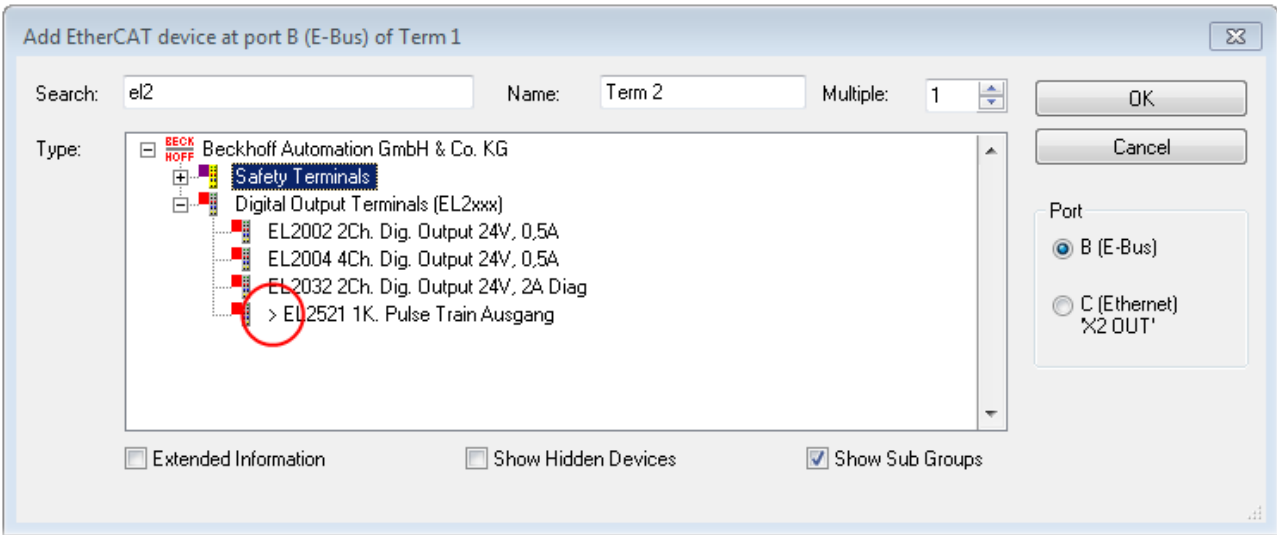 Add EtherCAT device at port B (E-Bus) of Term 1
Search: el2 Name: Term 2 Multiple: 1 OK
Type: BECKHOFF Beckhoff Automation GmbH & Co. KG Cancel
Safety Terminals
Digital Output Terminals (EL2xxx) Port
EL2002 2Ch. Dig. Output 24V, 0,5A B (E-Bus)
EL2004 4Ch. Dig. Output 24V, 0,5A
EL2032 2Ch. Dig. Output 24V, 2A Diag C (Ethernet)
> EL2521 1K. Pulse Train Ausgang 'X2 OUT'
Extended Information Show Hidden Devices Show Sub Groups